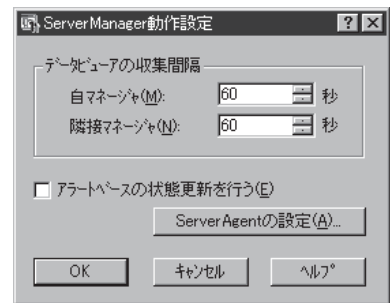 ServerManager動作設定
データビューアの収集間隔
自マネージャ(M): 60 秒
隣接マネージャ(N): 60 秒
アラートベースの状態更新を行う(E)
ServerAgentの設定(A)...
OK キャンセル ヘルプ